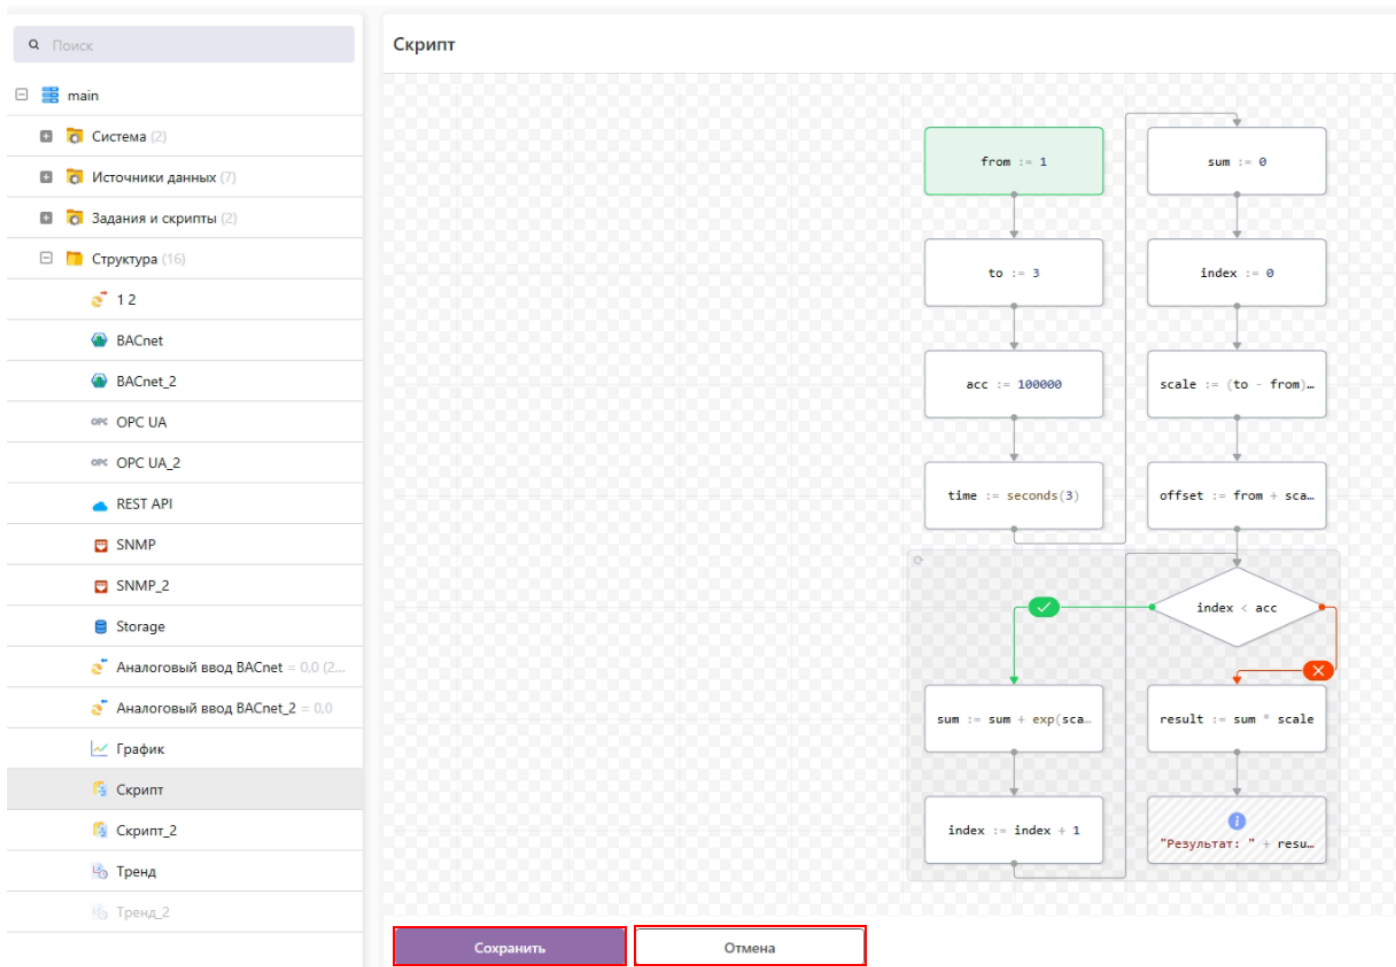 Поиск
main
Система (2)
Источники данных (7)
Задания и скрипты (2)
Структура (16)
1 2
BACnet
BACnet_2
OPC OPC UA
OPC OPC UA_2
REST API
SNMP
SNMP_2
Storage
Аналоговый ввод BACnet = 0,0 (2...
Аналоговый ввод BACnet_2 = 0,0
График
Скрипт
Скрипт_2
Тренд
Тренд_2
Скрипт
from := 1
to := 3
acc := 100000
time := seconds(3)
sum := 0
index := 0
scale := (to - from)…
offset := from + sca…
index < acc
sum := sum + exp(sca…
index := index + 1
result := sum * scale
"Результат: " + resu…
Сохранить
Отмена